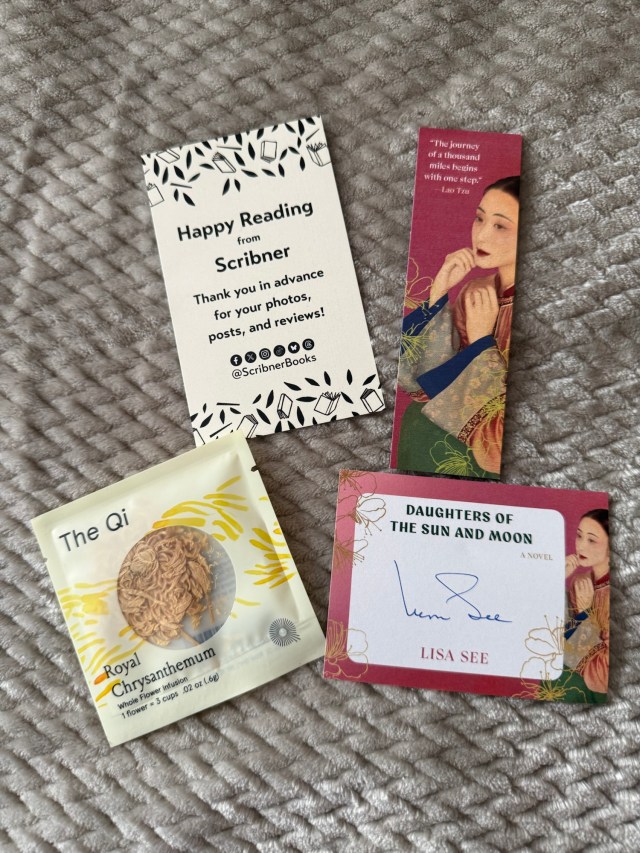 Happy Reading
from
Scribner
Thank you in advance
for your photos,
posts, and reviews!
@ScribnerBooks
"The journey
of a thousand
miles begins
with one step."
—Lao Tzu
The Qi
Royal
Chrysanthemum
Whole Flower Infusion
1 flower = 3 cups .02 oz (.6g)
DAUGHTERS OF
THE SUN AND MOON
A NOVEL
Lisa See
LISA SEE